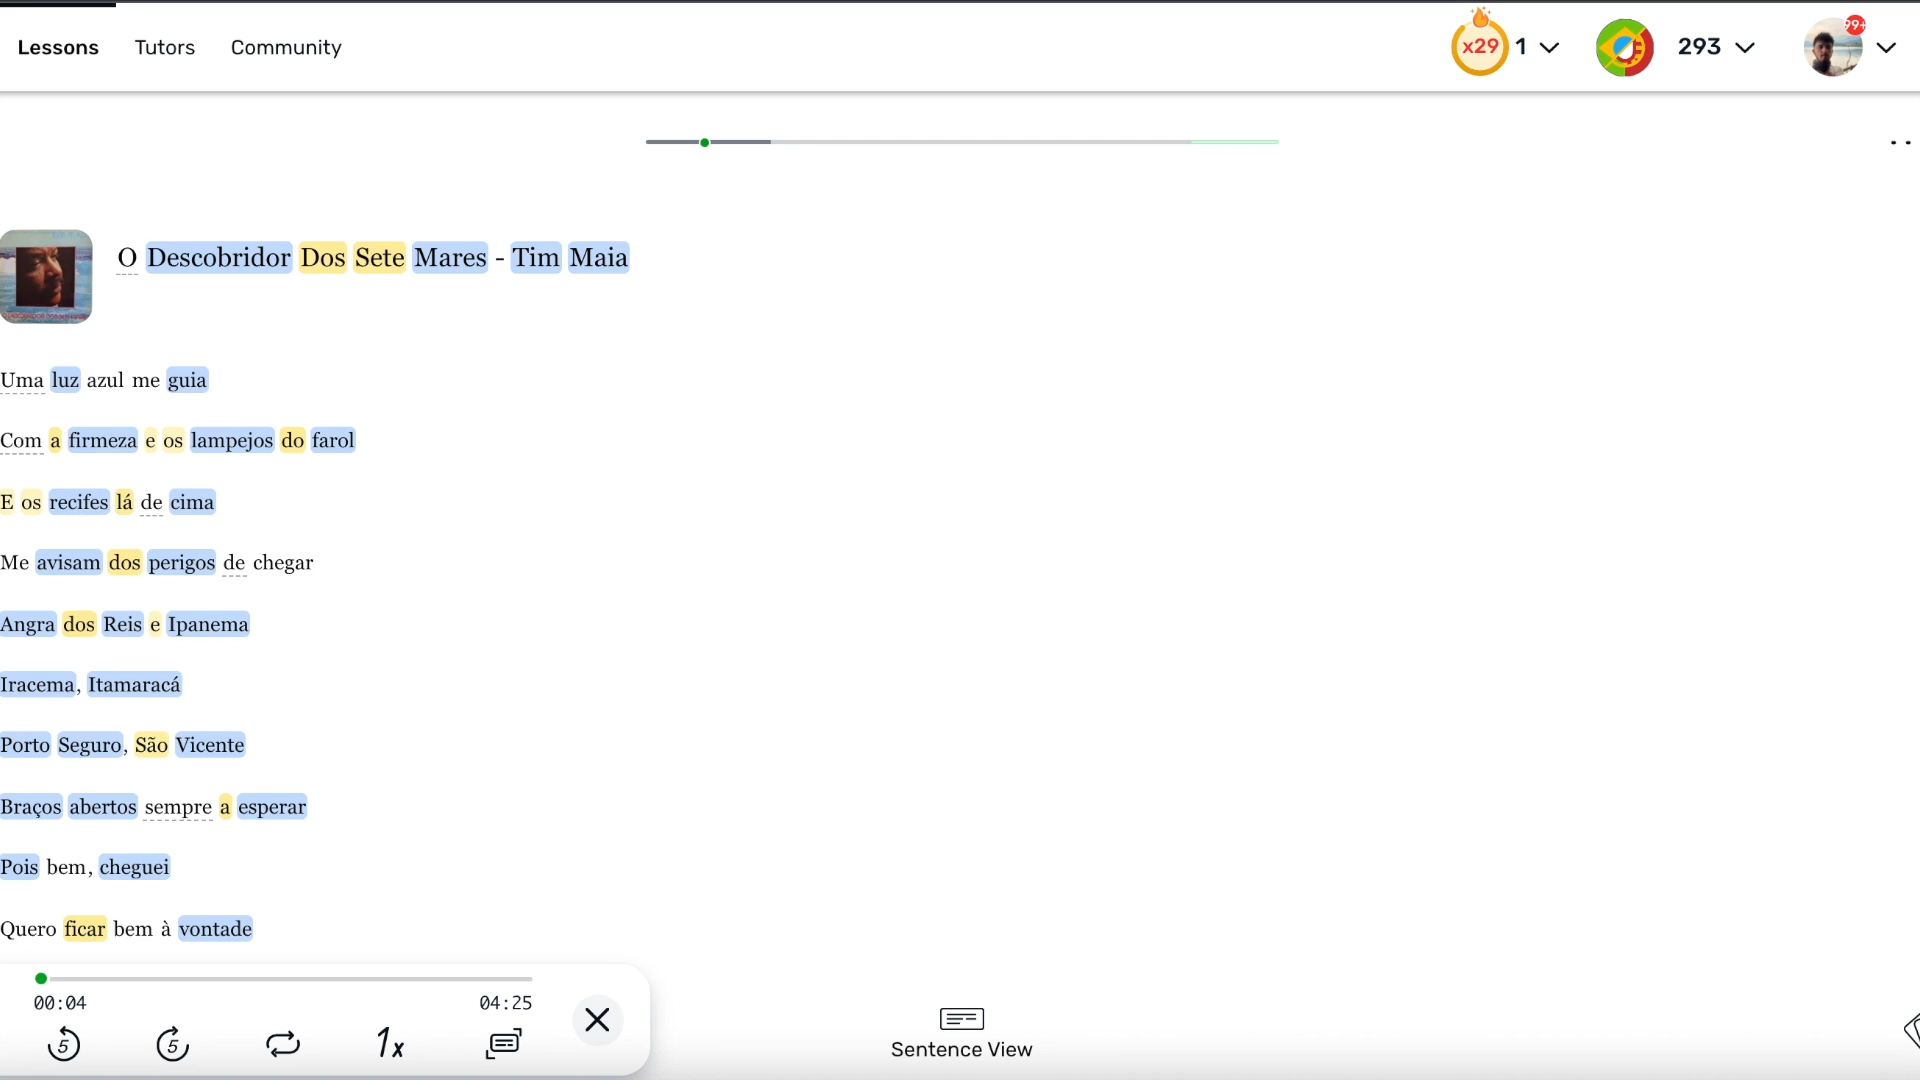 Lessons Tutors Community x29 1 293 99+
O Descobridor Dos Sete Mares - Tim Maia
Uma luz azul me guia
Com a firmeza e os lampejos do farol
E os recifes lá de cima
Me avisam dos perigos de chegar
Angra dos Reis e Ipanema
Iracema, Itamaracá
Porto Seguro, São Vicente
Braços abertos sempre a esperar
Pois bem, cheguei
Quero ficar bem à vontade
00:04 04:25
5 5 1x
Sentence View